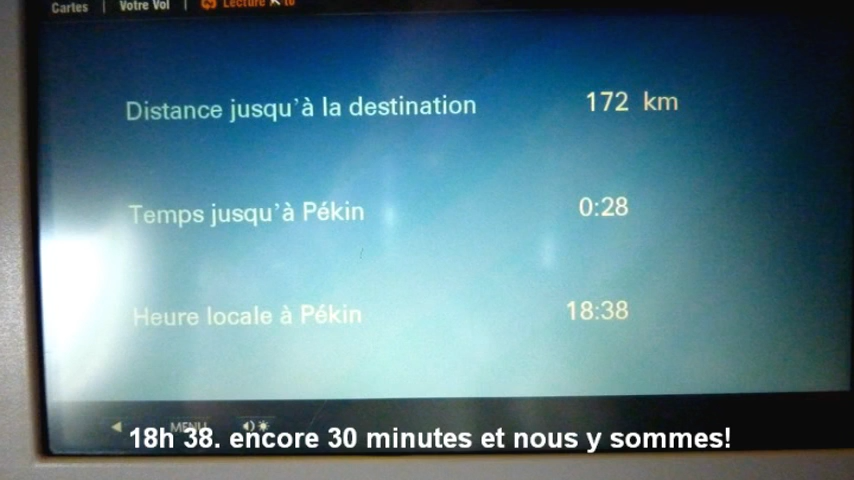 Cartes | Votre Vol | Lecture
Distance jusqu'à la destination 172 km
Temps jusqu'à Pékin 0:28
Heure locale à Pékin 18:38
MENU
18h 38. encore 30 minutes et nous y sommes!